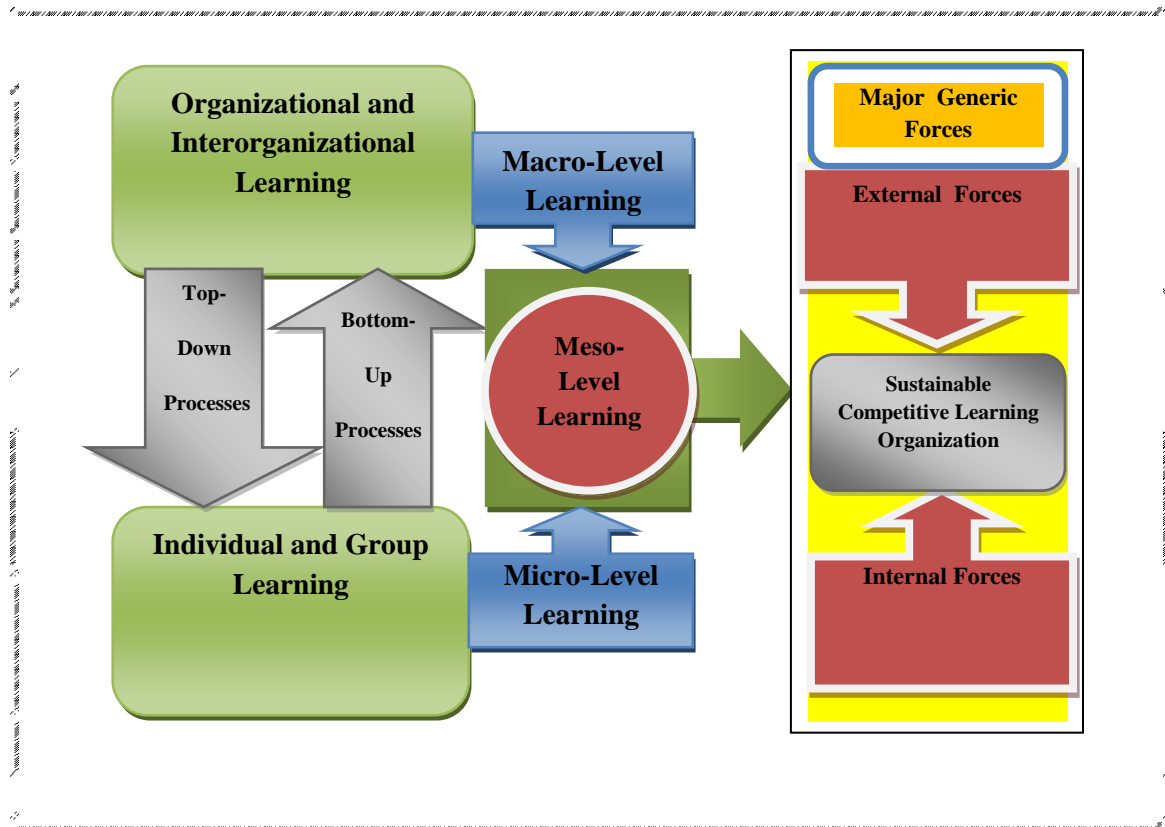 Organizational and
Interorganizational
Learning
Macro-Level
Learning
Top-
Down
Processes
Bottom-
Up
Processes
Meso-
Level
Learning
Individual and Group
Learning
Micro-Level
Learning
Major Generic
Forces
External Forces
Sustainable
Competitive Learning
Organization
Internal Forces